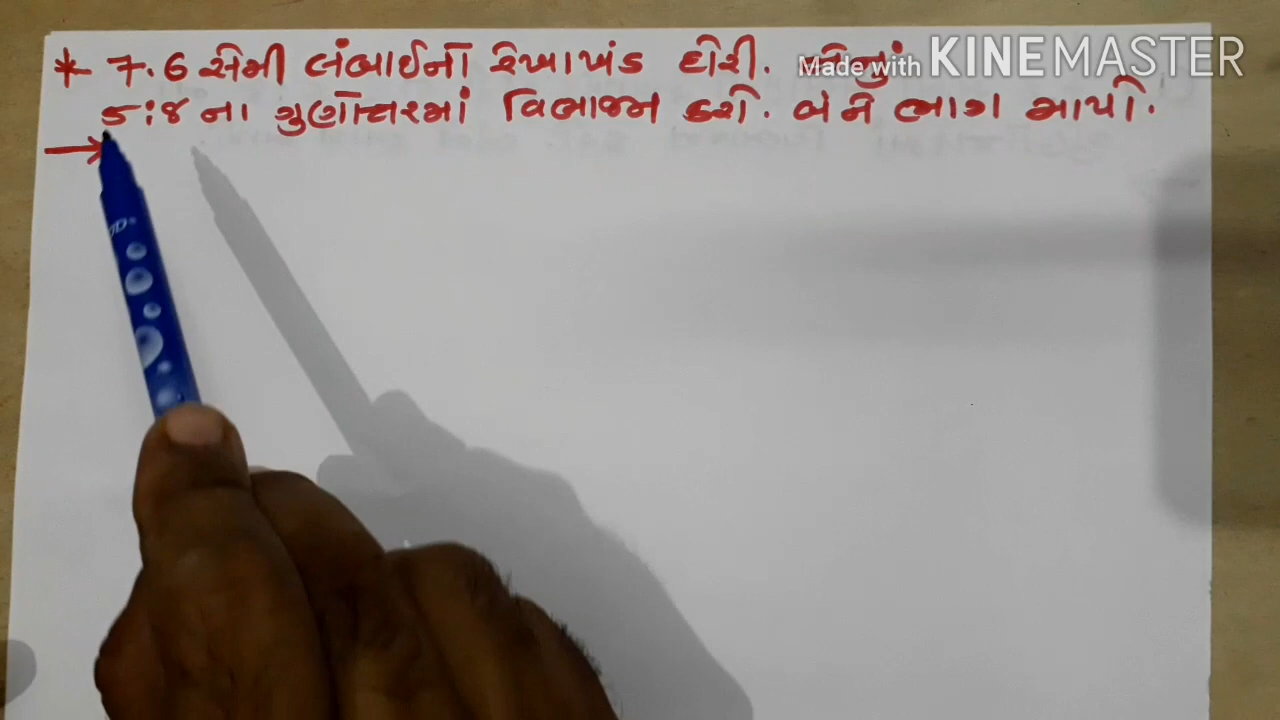 * 7.6 સેમી લંબાઈનો રેખાખંડ દોરી.
Made with KINEMASTER
5:8 ના ગુણોત્તરમાં વિભાજન કરો. બંને ભાગ માપો.